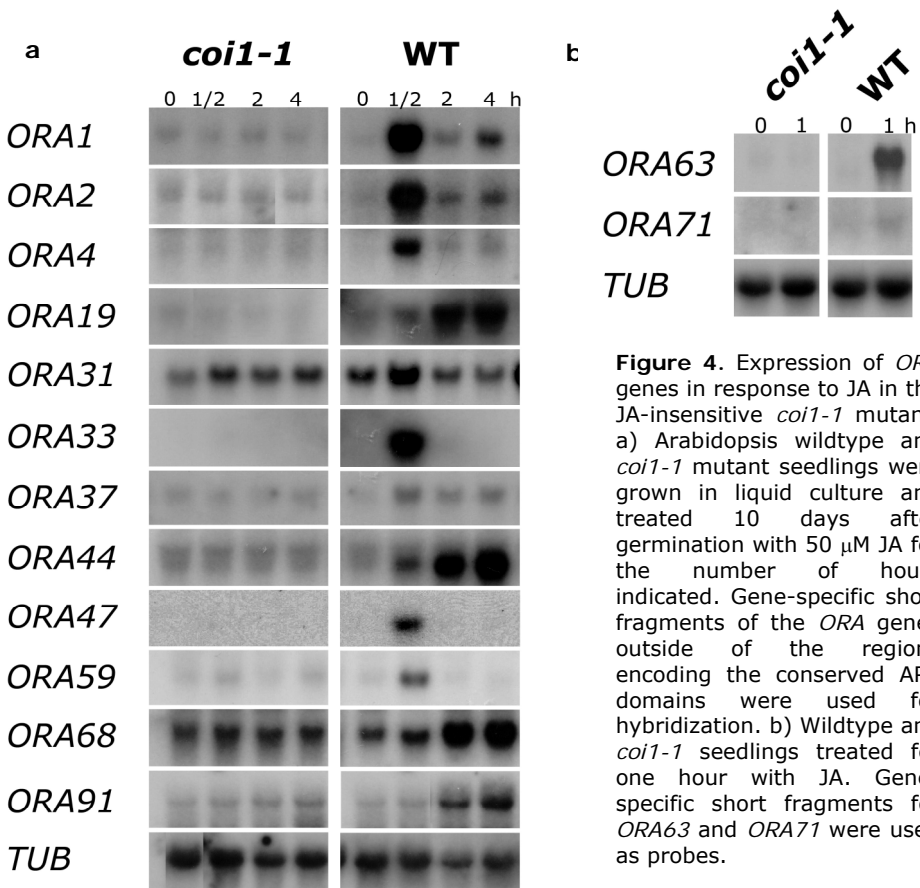 a
coi1-1
WT
0 1/2 2 4
0 1/2 2 4 h
ORA1
ORA2
ORA4
ORA19
ORA31
ORA33
ORA37
ORA44
ORA47
ORA59
ORA68
ORA91
TUB
b
coi1-1
WT
0 1
0 1 h
ORA63
ORA71
TUB
Figure 4. Expression of OR
genes in response to JA in th
JA-insensitive coi1-1 mutan
a) Arabidopsis wildtype an
coi1-1 mutant seedlings wer
grown in liquid culture an
treated 10 days afte
germination with 50 μM JA fo
the number of hour
indicated. Gene-specific shor
fragments of the ORA gene
outside of the region
encoding the conserved AP
domains were used fo
hybridization. b) Wildtype an
coi1-1 seedlings treated fo
one hour with JA. Gene
specific short fragments fo
ORA63 and ORA71 were use
as probes.